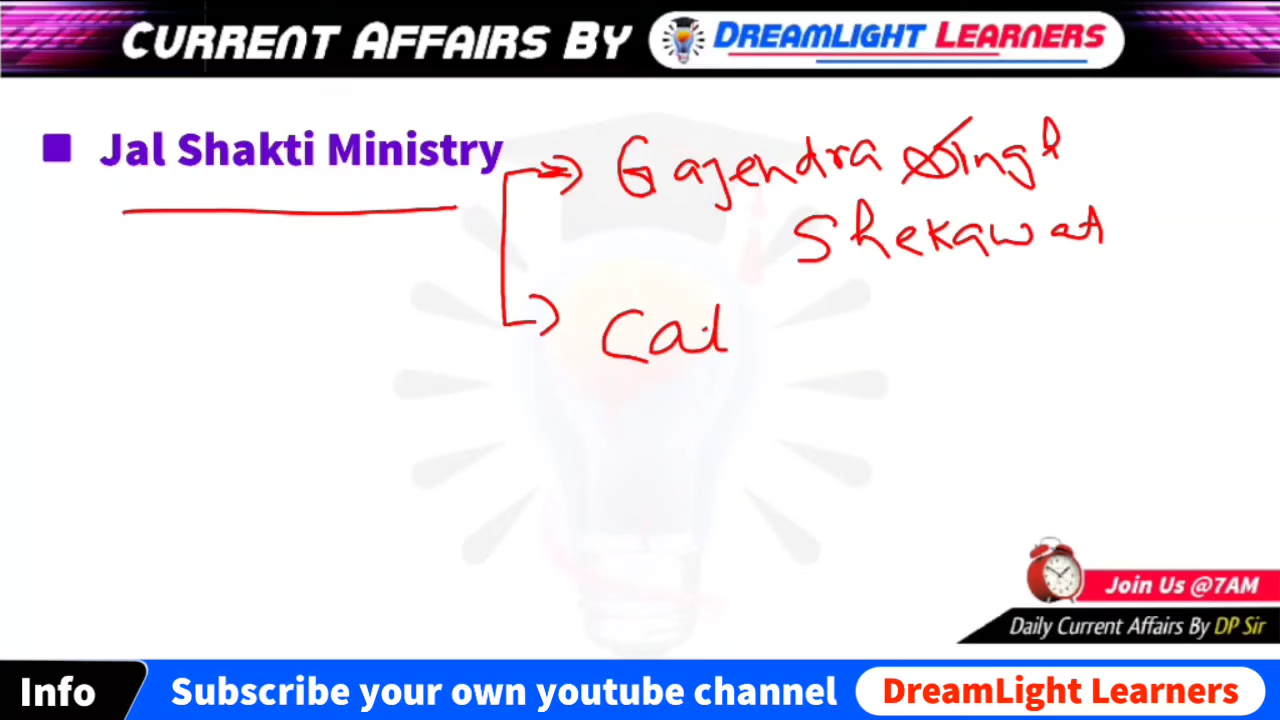 CURRENT AFFAIRS BY DREAMLIGHT LEARNERS
Jal Shakti Ministry
Gajendra Singh
Shekawat
Cal
Join Us @7AM
Daily Current Affairs By DP Sir
Info Subscribe your own youtube channel DreamLight Learners